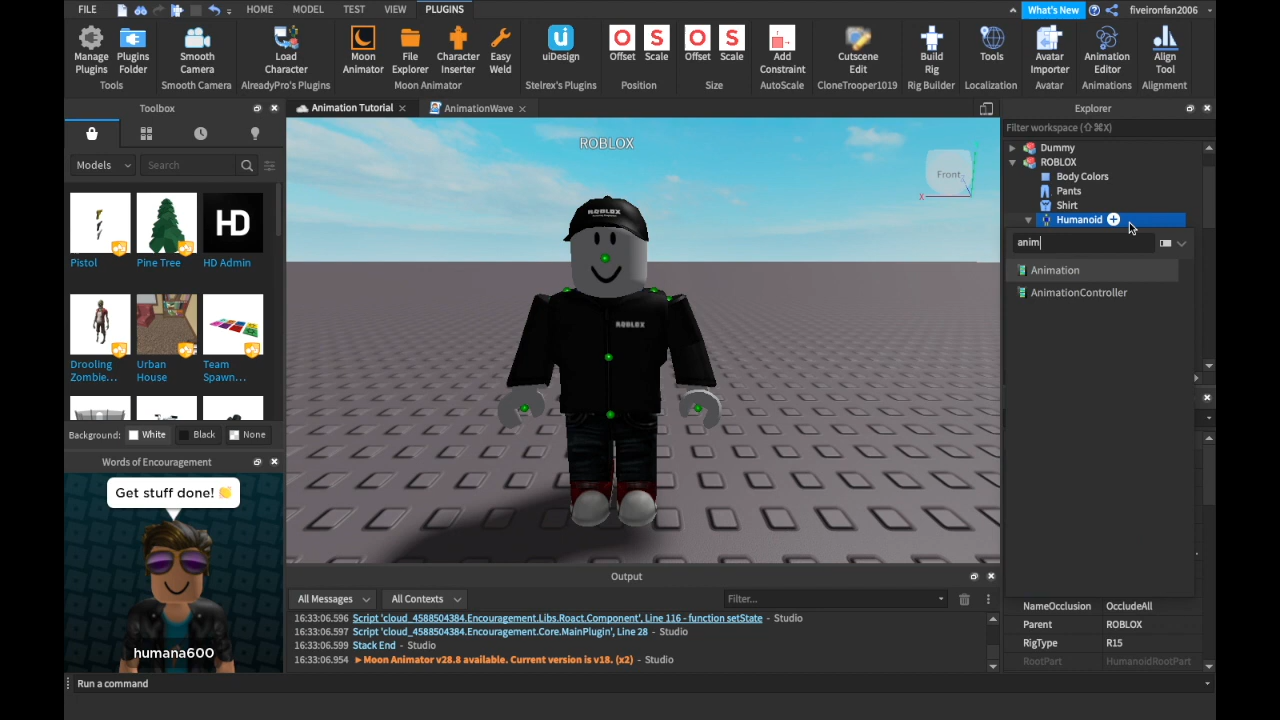 FILE
HOME
MODEL
TEST
VIEW
PLUGINS
What's New
fiveironfan2006
Manage
Plugins
Plugins
Folder
Tools
Smooth
Camera
Smooth Camera
Load
Character
AlreadyPro's Plugins
Moon
Animator
File
Explorer
Character
Inserter
Easy
Weld
Moon Animator
uiDesign
Stelrex's Plugins
Offset
Scale
Position
Offset
Scale
Size
Add
Constraint
AutoScale
Cutscene
Edit
CloneTrooper1019
Build
Rig
Rig Builder
Tools
Localization
Avatar
Importer
Avatar
Animation
Editor
Animations
Align
Tool
Alignment
Toolbox
Models
Search
Pistol
Pine Tree
HD
HD Admin
Drooling
Zombie...
Urban
House
Team
Spawn...
Background:
White
Black
None
Words of Encouragement
Get stuff done! 👏
humana600
Animation Tutorial
AnimationWave
ROBLOX
Front
X
ROBLOX
ROBLOX
Output
All Messages
All Contexts
Filter...
16:33:06.596 Script 'cloud_4588504384.Encouragement.Libs.Roact.Component', Line 116 - function setState - Studio
16:33:06.597 Script 'cloud_4588504384.Encouragement.Core.MainPlugin', Line 28 - Studio
16:33:06.599 Stack End - Studio
16:33:06.954 ▶Moon Animator v28.8 available. Current version is v18. (x2) - Studio
Explorer
Filter workspace (⇧⌘X)
Dummy
ROBLOX
Body Colors
Pants
Shirt
Humanoid
anim
Animation
AnimationController
NameOcclusion OccludeAll
Parent ROBLOX
RigType R15
RootPart HumanoidRootPart
Run a command